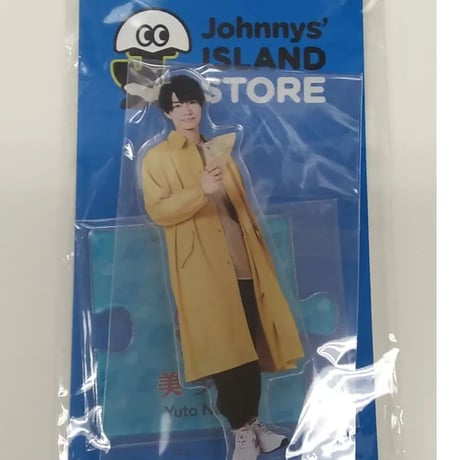 Johnnys'
ISLAND
STORE
美
Yuto